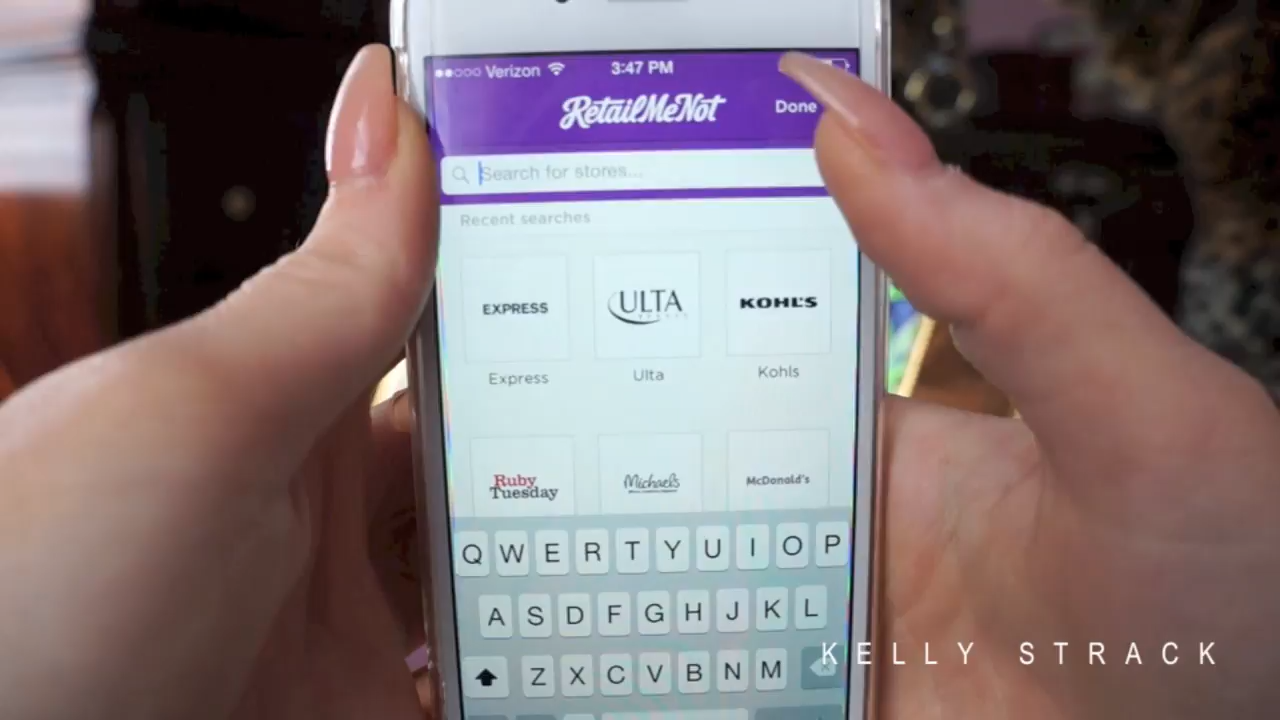 Verizon 3:47 PM
RetailMeNot Done
Search for stores...
Recent searches
EXPRESS ULTA KOHL'S
Express Ulta Kohls
Ruby Tuesday Michaels McDonald's
Q W E R T Y U I O P
A S D F G H J K L
Z X C V B N M
KELLY STRACK